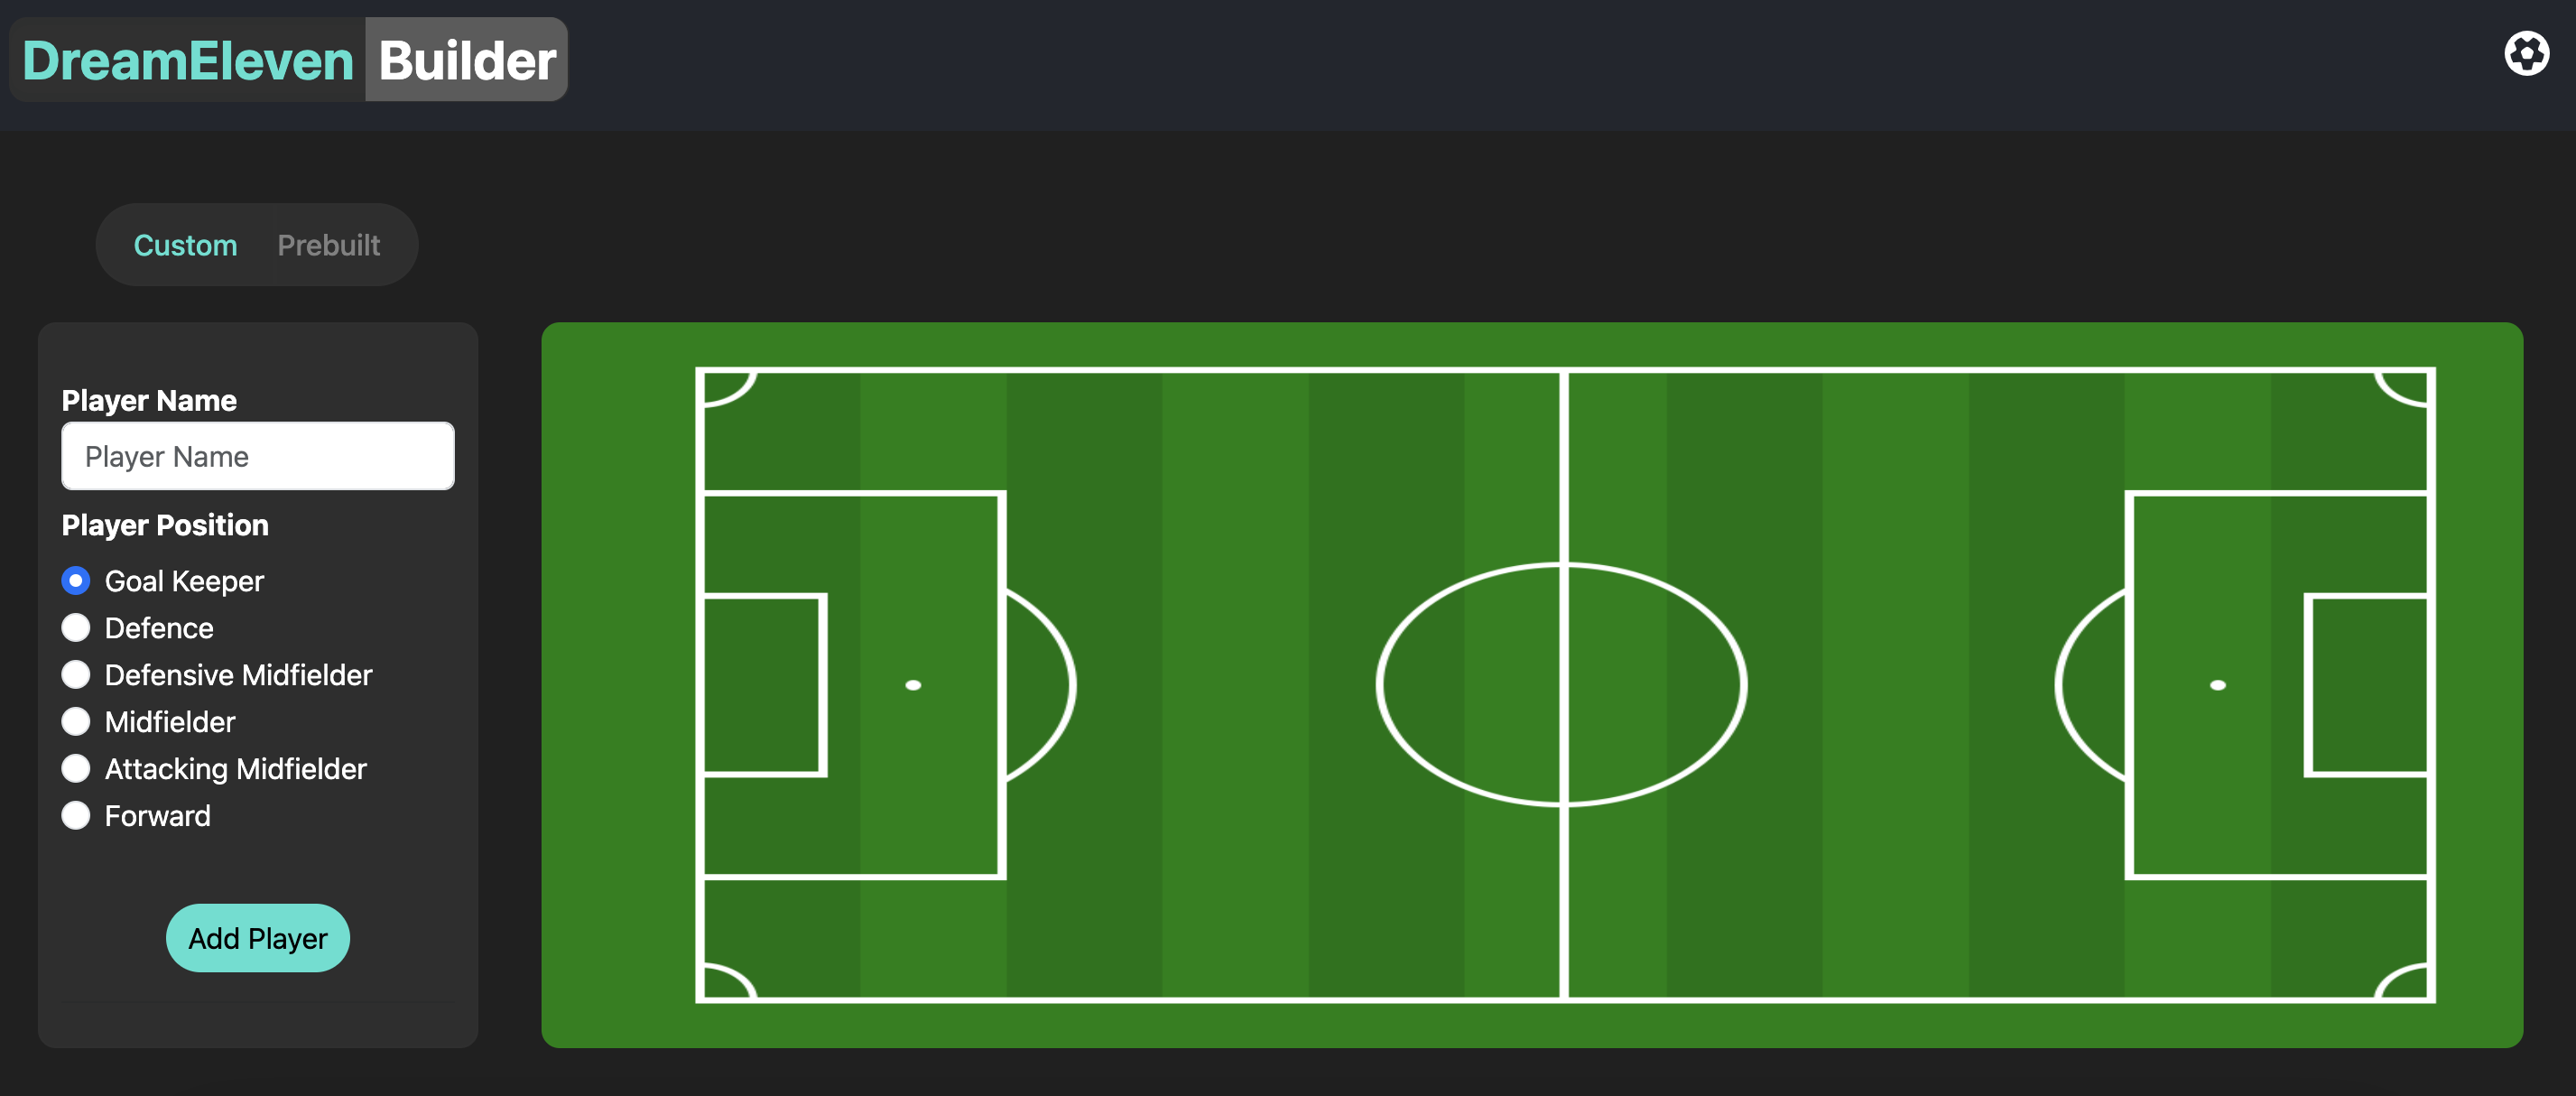 DreamEleven Builder
Custom Prebuilt
Player Name
Player Name
Player Position
Goal Keeper
Defence
Defensive Midfielder
Midfielder
Attacking Midfielder
Forward
Add Player